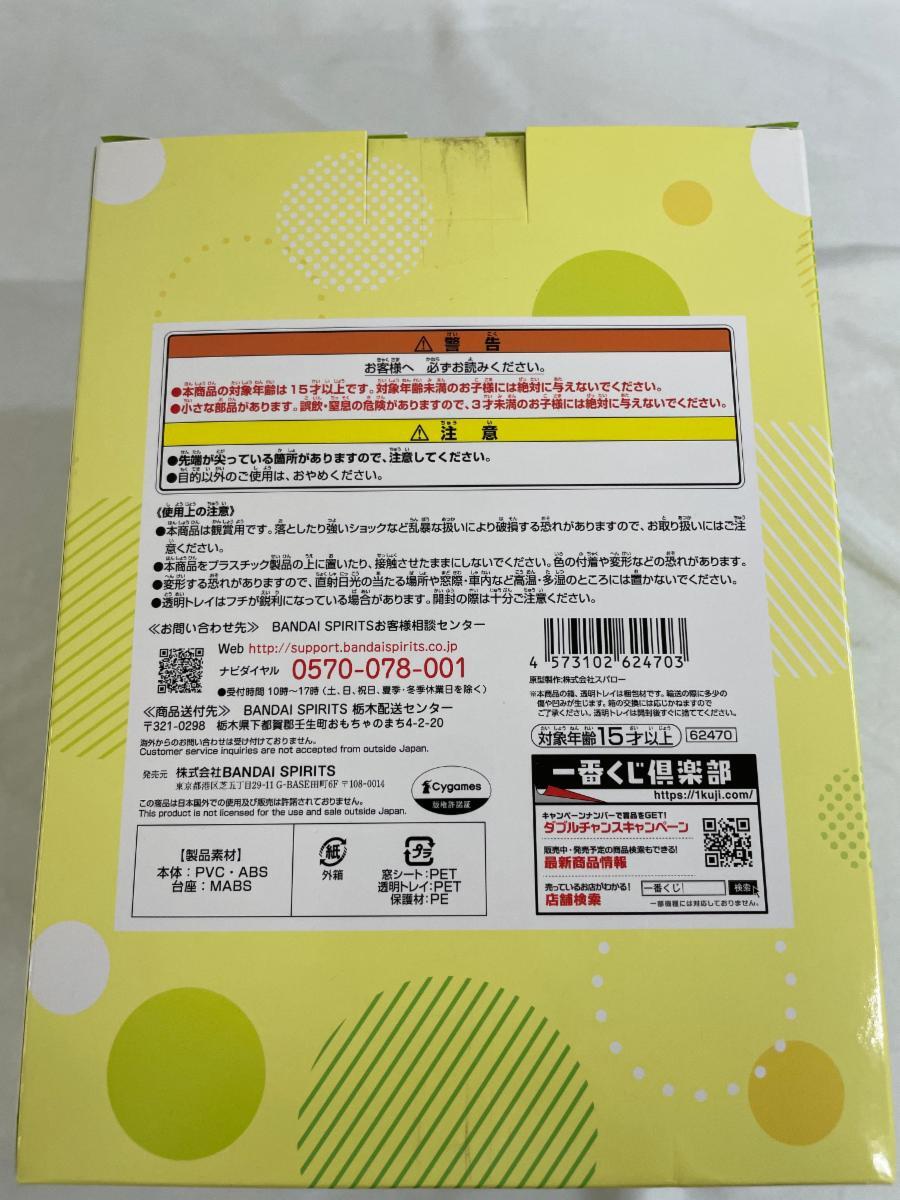 ⚠ 警告
お客様へ 必ずお読みください。
●本商品の対象年齢は15才以上です。対象年齢未満のお子様には絶対に与えないでください。
●小さな部品があります。誤飲・窒息の危険がありますので、3才未満のお子様には絶対に与えないでください。
⚠ 注意
●先端が尖っている箇所がありますので、注意してください。
●目的以外のご使用は、おやめください。
《使用上の注意》
●本商品は観賞用です。落としたり強いショックなど乱暴な扱いにより破損する恐れがありますので、お取り扱いにはご注
意ください。
●本商品をプラスチック製品の上に置いたり、接触させたままにしないでください。色の付着や変形などの恐れがあります。
●変形する恐れがありますので、直射日光の当たる場所や窓際・車内など高温・多湿のところには置かないでください。
●透明トレイはフチが鋭利になっている場合があります。開封の際は十分ご注意ください。
≪お問い合わせ先≫ BANDAI SPIRITSお客様相談センター
Web http://support.bandaispirits.co.jp
ナビダイヤル 0570-078-001
●受付時間 10時〜17時(土、日、祝日、夏季・冬季休業日を除く)
≪商品送付先≫ BANDAI SPIRITS 栃木配送センター
〒321-0298 栃木県下都賀郡壬生町おもちゃのまち4-2-20
海外からのお問い合わせは受け付けておりません。
Customer service inquiries are not accepted from outside Japan.
発売元 株式会社BANDAI SPIRITS
東京都港区芝五丁目29-11 G-BASE田町6F 〒108-0014
この商品は日本国外での使用及び販売は許諾されておりません。
This product is not licensed for the use and sale outside Japan.
Cygames
版権許諾証
【製品素材】
本体:PVC・ABS
台座:MABS
紙
外箱
プラ
窓シート:PET
透明トレイ:PET
保護材:PE
4 573102 624703
原型製作:株式会社スパロー
※本商品の箱、透明トレイは梱包材です。輸送の際に多少の
傷や凹みが生じます。箱の交換には応じかねますので
ご了承ください。透明トレイは開封後すぐに捨ててください。
対象年齢15才以上
62470
一番くじ倶楽部
https://1kuji.com/
キャンペーンナンバーで賞品をGET!
ダブルチャンスキャンペーン
販売中・発売予定の商品検索もできる!
最新商品情報
売っているお店がわかる!
店舗検索
一番くじ 検索
一部機種には対応しておりません。